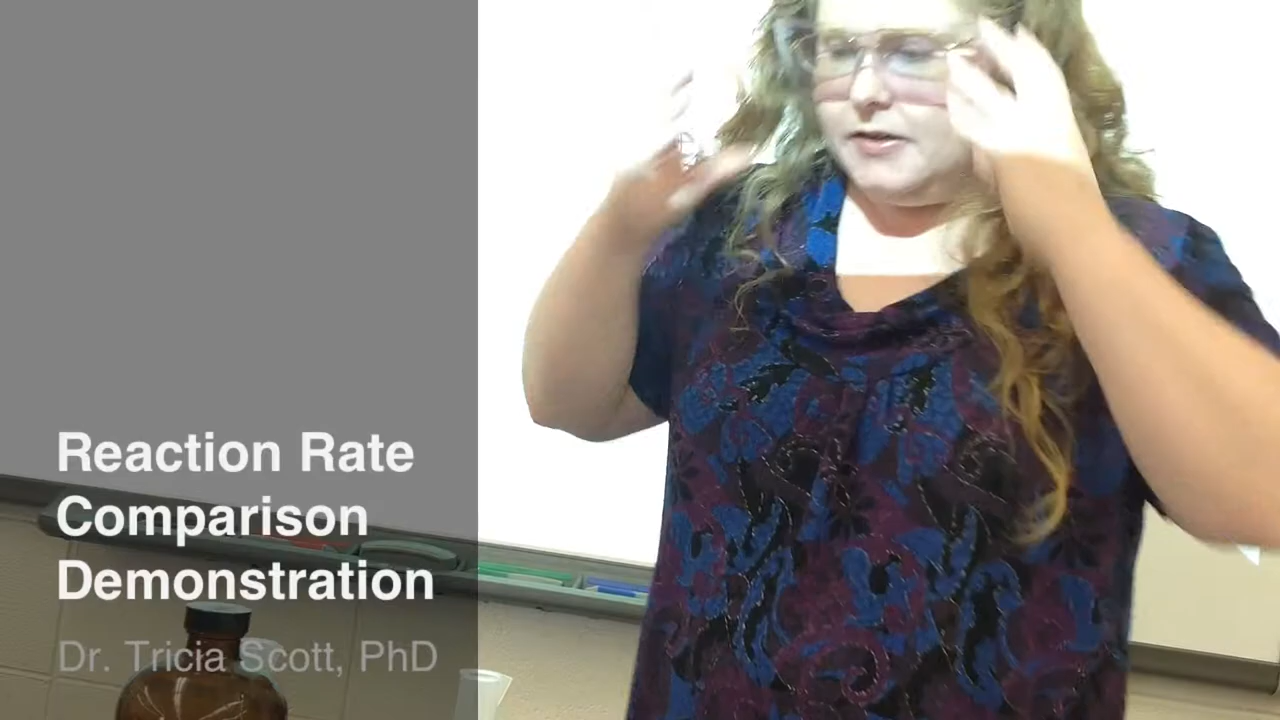 Reaction Rate
Comparison
Demonstration
Dr. Tricia Scott, PhD